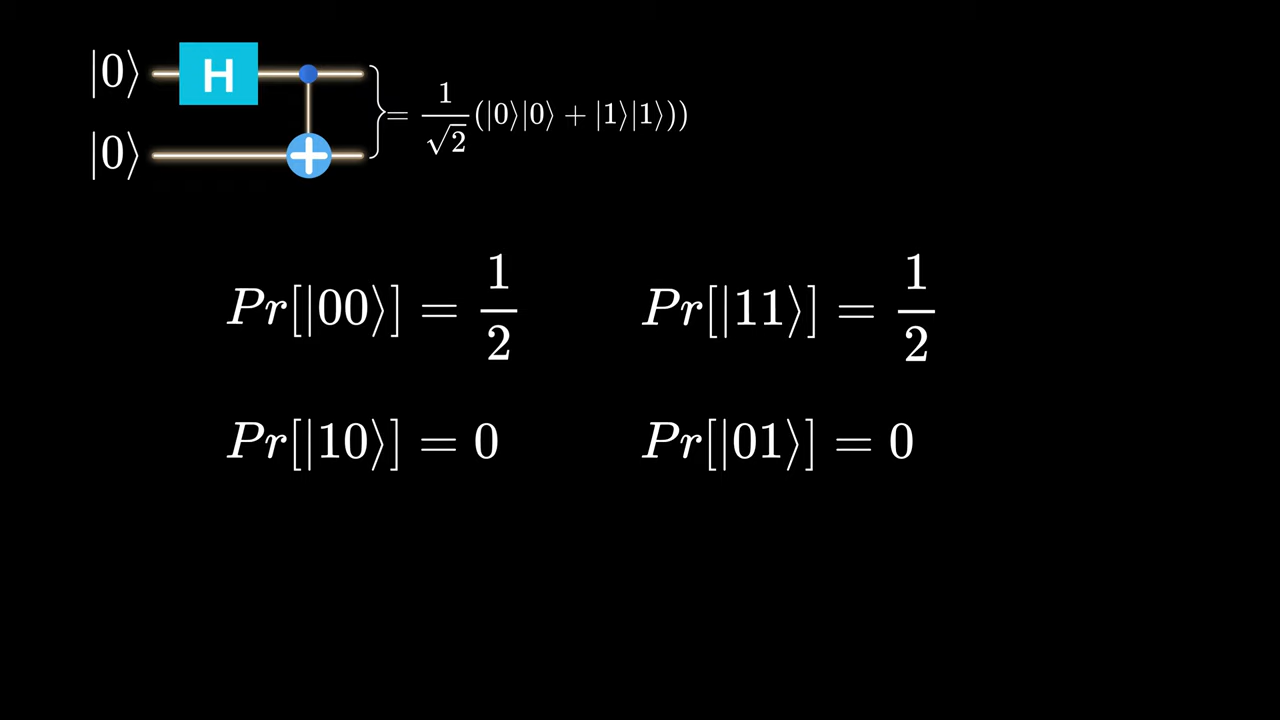 |0⟩ H = 1/√2 (|0⟩|0⟩ + |1⟩|1⟩))
|0⟩
Pr[|00⟩] = 1/2 Pr[|11⟩] = 1/2
Pr[|10⟩] = 0 Pr[|01⟩] = 0